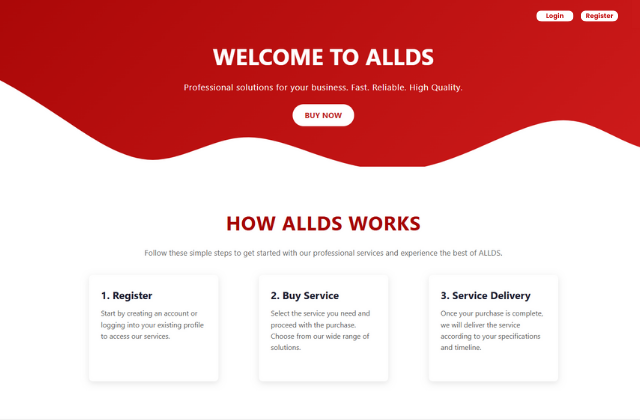 Login
Register
WELCOME TO ALLDS
Professional solutions for your business. Fast. Reliable. High Quality.
BUY NOW
HOW ALLDS WORKS
Follow these simple steps to get started with our professional services and experience the best of ALLDS.
1. Register
Start by creating an account or
logging into your existing profile
to access our services.
2. Buy Service
Select the service you need and
proceed with the purchase.
Choose from our wide range of
solutions.
3. Service Delivery
Once your purchase is complete,
we will deliver the service
according to your specifications
and timeline.